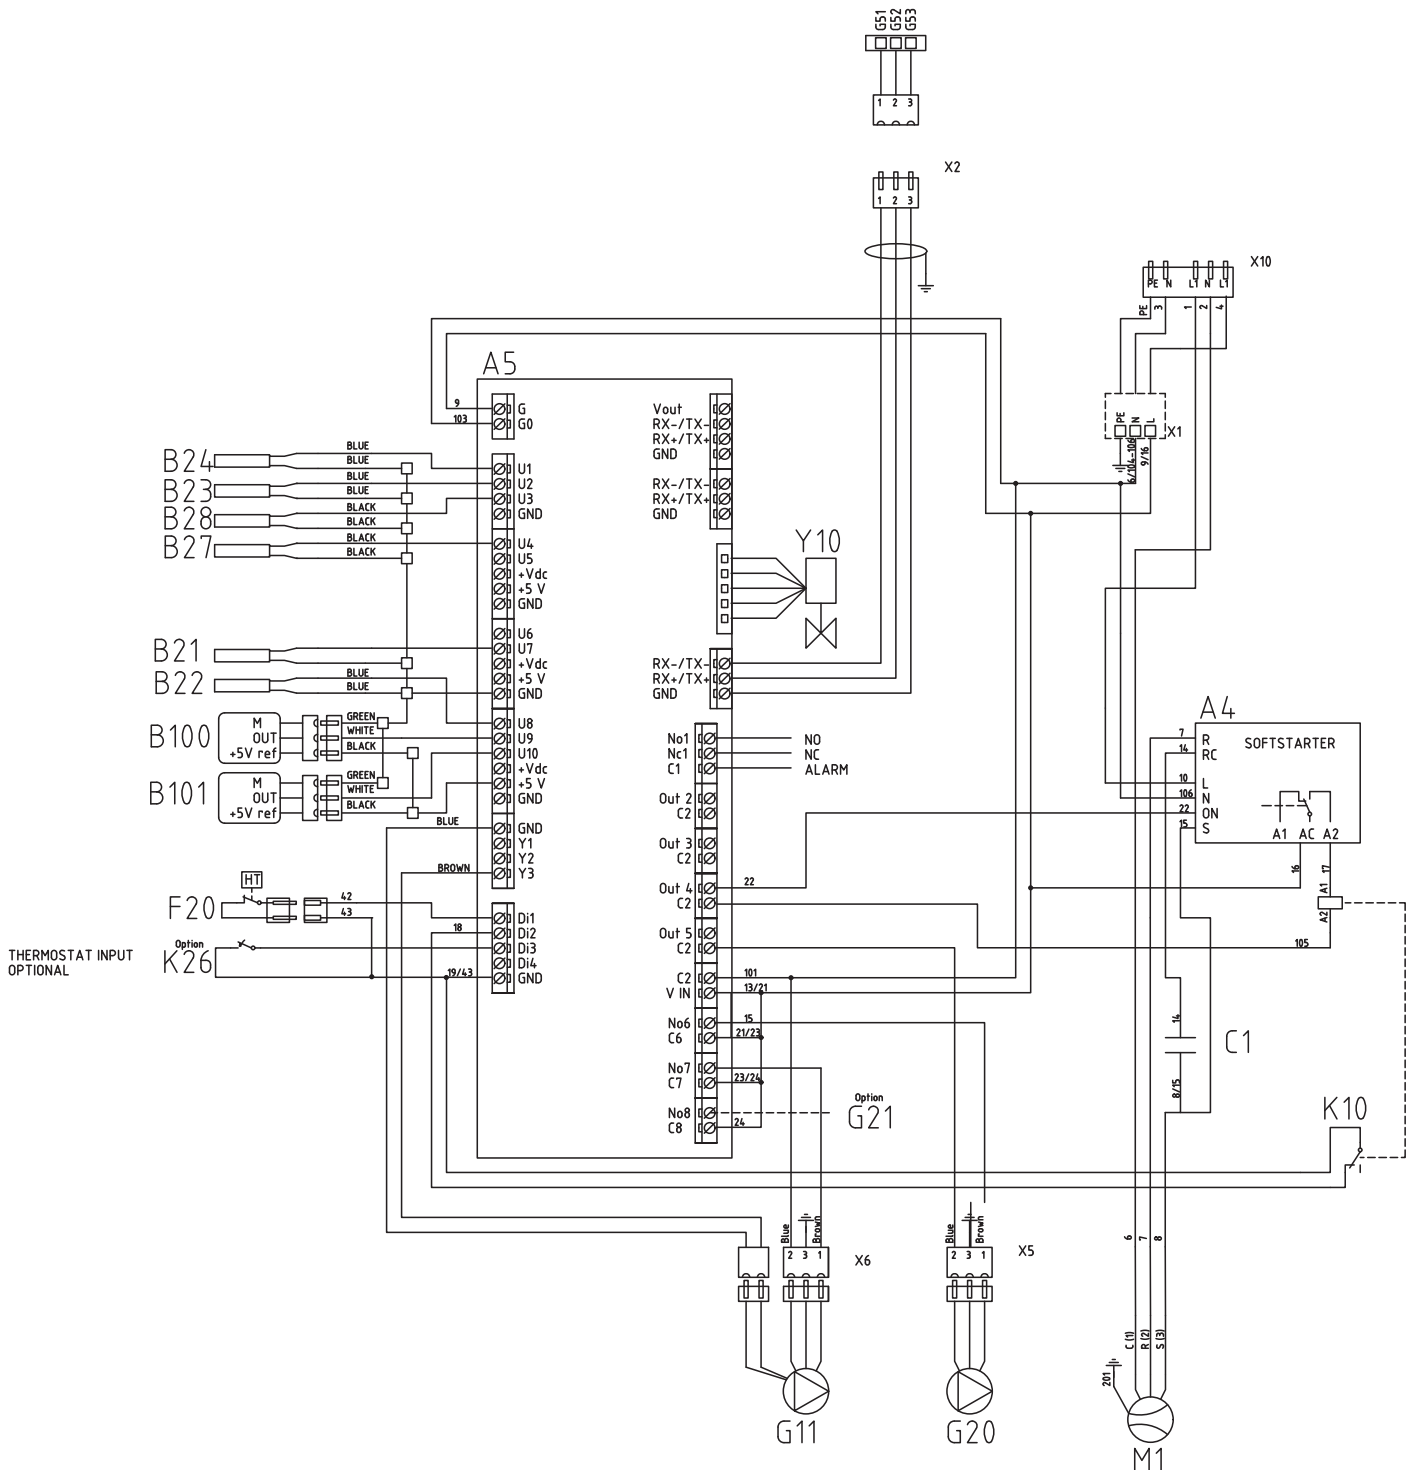 G51 G52 G53
1 2 3
X2
1 2 3
X10
PE N L1 N L1
PE 3 1 2 4
A5
PE N L
X1
6/104-106 9/16
9 G
103 G0
Vout
RX-/TX-
RX+/TX+
GND
RX-/TX-
RX+/TX+
GND
B24 BLUE
BLUE
U1
B23 BLUE
BLUE
U2
U3
B28 BLACK
BLACK
GND
B27 BLACK
BLACK
U4
U5
+Vdc
+5 V
GND
Y10
U6
B21
U7
+Vdc
B22 BLUE
BLUE
+5 V
GND
RX-/TX-
RX+/TX+
GND
B100
M
OUT
+5V ref
GREEN
WHITE
BLACK
U8
U9
U10
+Vdc
+5 V
GND
B101
M
OUT
+5V ref
GREEN
WHITE
BLACK
BLUE
GND
Y1
Y2
BROWN Y3
No1 NO
Nc1 NC
C1 ALARM
Out 2
C2
Out 3
C2
Out 4 22
C2
Out 5
C2
C2 101
V IN 13/21
No6 15
C6 21/23
No7
C7 23/24
No8
C8 24
Option
G21
A4
SOFTSTARTER
7 R
14 RC
10 L
106 N
22 ON
15 S
A1 AC A2
16 17
A1
A2
105
HT
F20
42
43
Di1
18 Di2
Di3
Di4
19/43 GND
Option
K26
THERMOSTAT INPUT
OPTIONAL
14
C1
8/15
K10
Blue Brown
2 3 1
X6
Blue Brown
2 3 1
X5
6 7 8
C (1) R (2) S (3)
201
G11
G20
M1